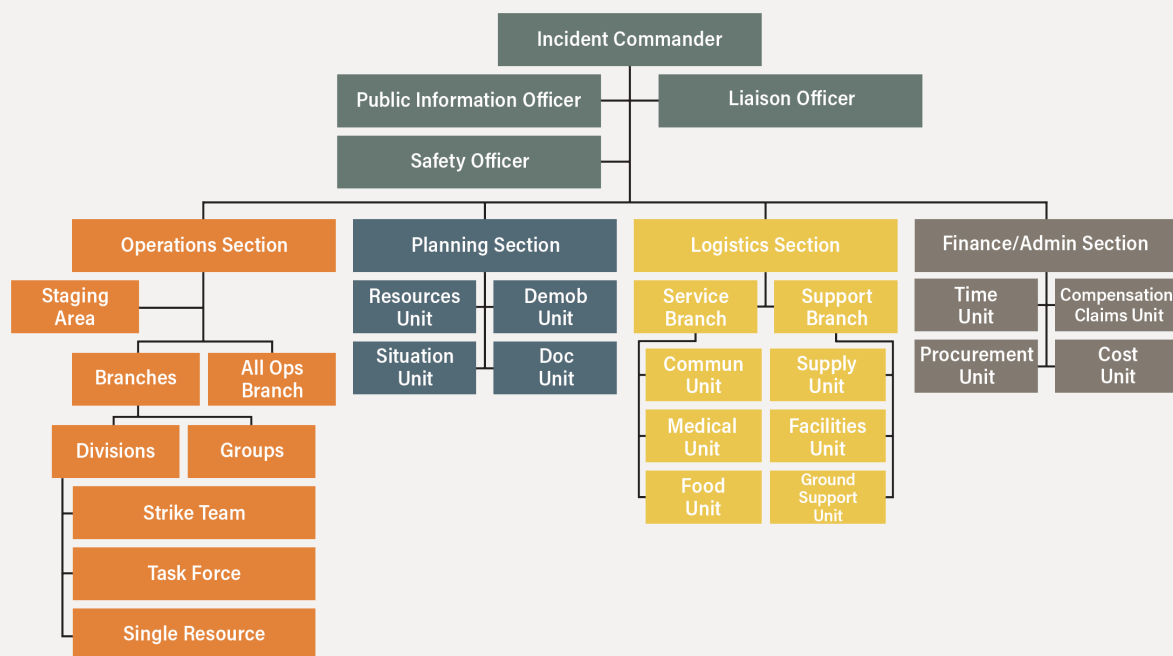 Incident Commander
Public Information Officer
Liaison Officer
Safety Officer
Operations Section
Planning Section
Logistics Section
Finance/Admin Section
Staging
Area
Resources
Unit
Demob
Unit
Service
Branch
Support
Branch
Time
Unit
Compensation
Claims Unit
Branches
All Ops
Branch
Situation
Unit
Doc
Unit
Commun
Unit
Supply
Unit
Procurement
Unit
Cost
Unit
Divisions
Groups
Medical
Unit
Facilities
Unit
Food
Unit
Ground
Support
Unit
Strike Team
Task Force
Single Resource